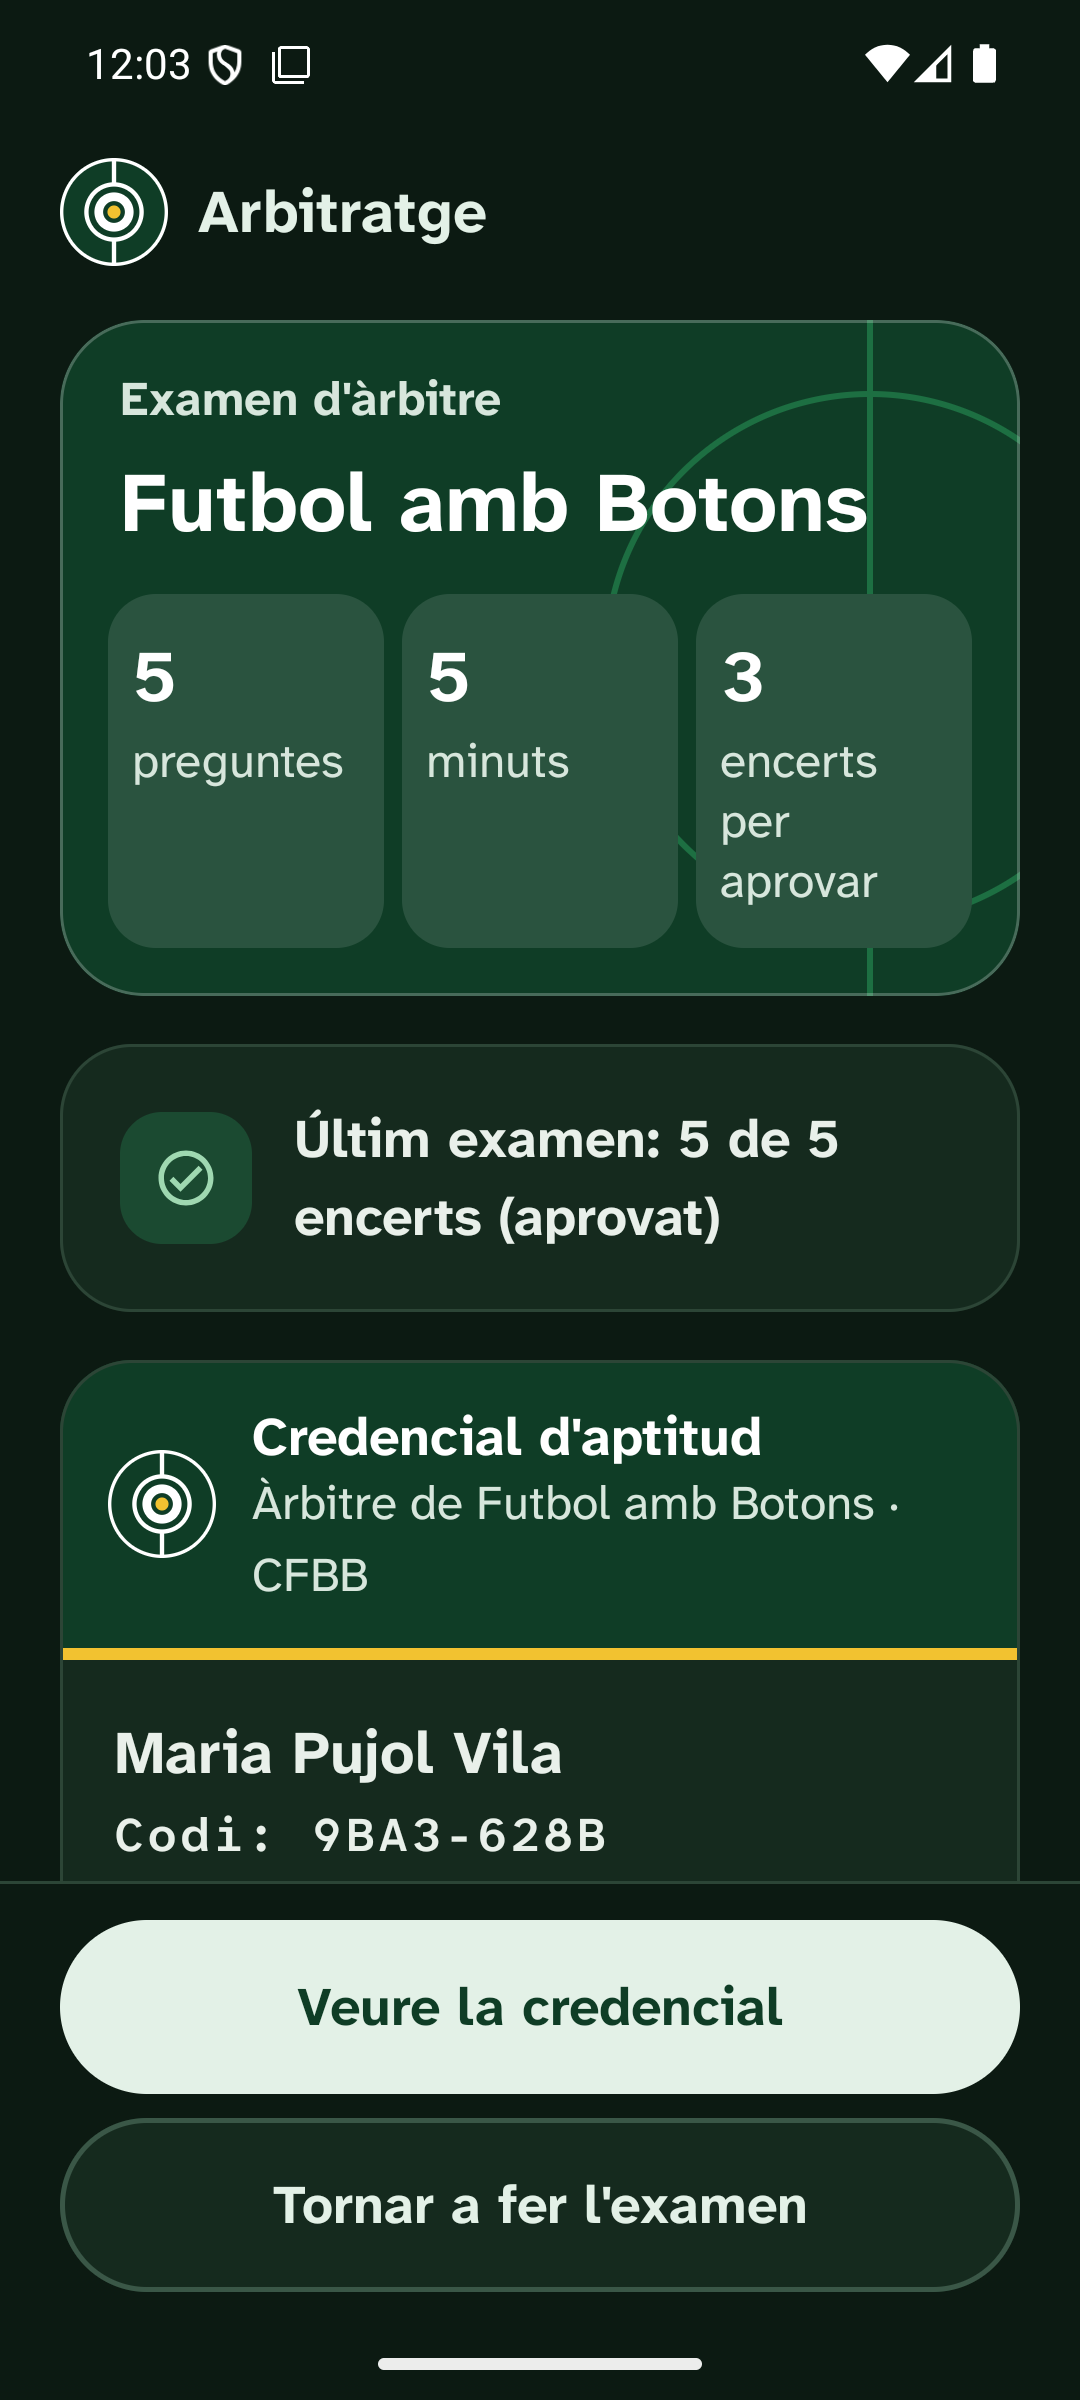 12:03
Arbitratge
Examen d'àrbitre
Futbol amb Botons
5
preguntes
5
minuts
3
encerts
per
aprovar
Últim examen: 5 de 5
encerts (aprovat)
Credencial d'aptitud
Àrbitre de Futbol amb Botons ·
CFBB
Maria Pujol Vila
Codi: 9BA3-628B
Veure la credencial
Tornar a fer l'examen